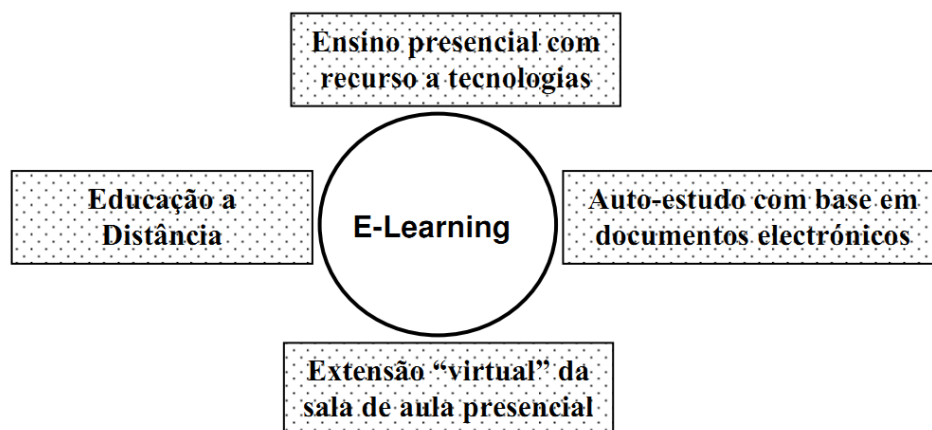 Ensino presencial com
recurso a tecnologias
Educação a
Distância
E-Learning
Auto-estudo com base em
documentos electrónicos
Extensão “virtual” da
sala de aula presencial